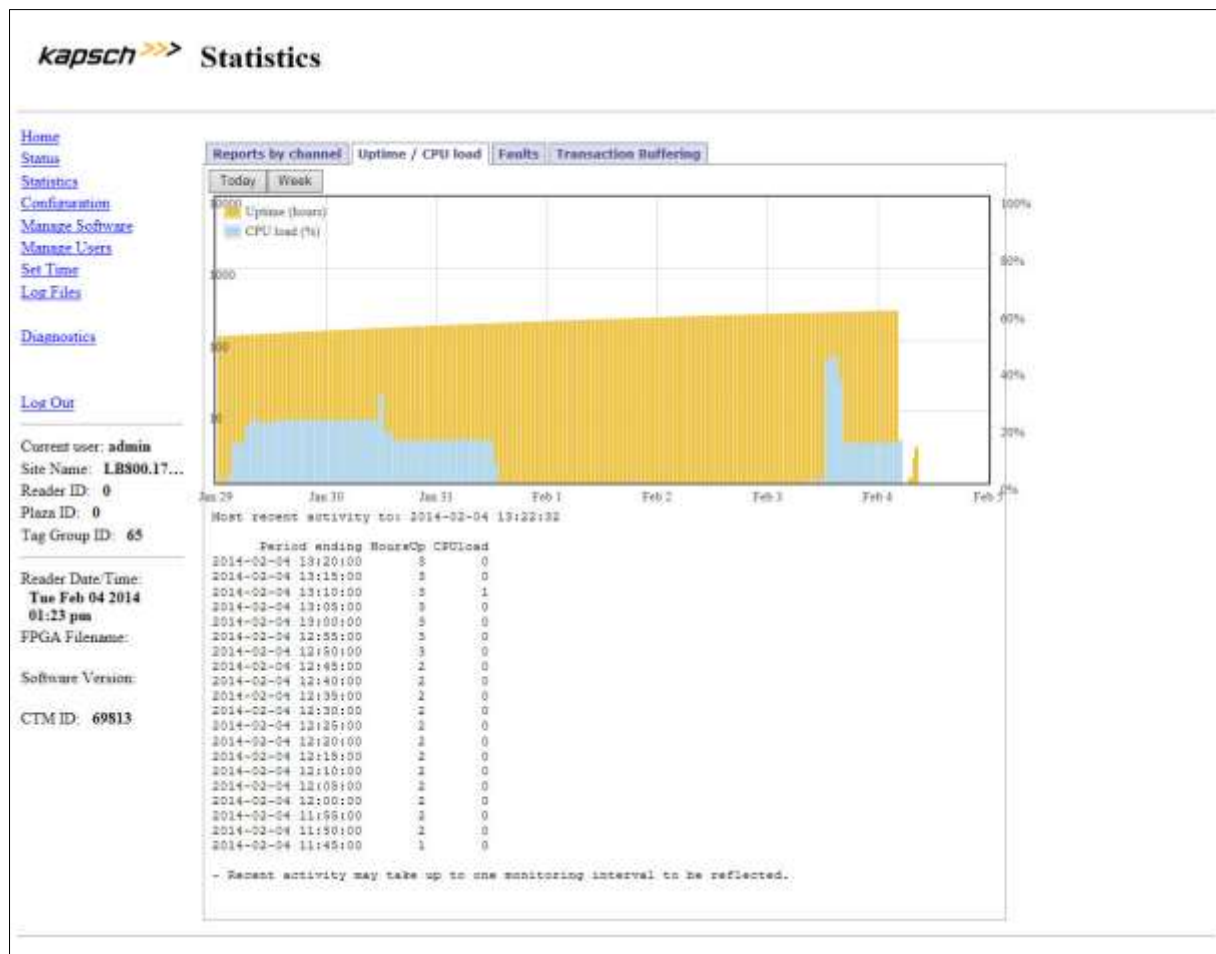 kapsch >>> Statistics
Home
Status
Statistics
Configuration
Manage Software
Manage Users
Set Time
Log Files
Diagnostics
Log Out
Current user: admin
Site Name: LB800.17...
Reader ID: 0
Plaza ID: 0
Tag Group ID: 65
Reader Date/Time:
Tue Feb 04 2014
01:23 pm
FPGA Filename:
Software Version:
CTM ID: 69813
Reports by channel Uptime / CPU load Faults Transaction Buffering
Today Week
10000 100%
Uptime (hours)
CPU load (%)
80%
1000
60%
100
40%
10
20%
0%
Jan 29 Jan 30 Jan 31 Feb 1 Feb 2 Feb 3 Feb 4 Feb 5
Most recent activity to: 2014-02-04 13:22:32
Period ending HoursUp CPUload
2014-02-04 13:20:00 3 0
2014-02-04 13:15:00 3 0
2014-02-04 13:10:00 3 1
2014-02-04 13:05:00 3 0
2014-02-04 13:00:00 3 0
2014-02-04 12:55:00 3 0
2014-02-04 12:50:00 3 0
2014-02-04 12:45:00 2 0
2014-02-04 12:40:00 2 0
2014-02-04 12:35:00 2 0
2014-02-04 12:30:00 2 0
2014-02-04 12:25:00 2 0
2014-02-04 12:20:00 2 0
2014-02-04 12:15:00 2 0
2014-02-04 12:10:00 2 0
2014-02-04 12:05:00 2 0
2014-02-04 12:00:00 2 0
2014-02-04 11:55:00 2 0
2014-02-04 11:50:00 2 0
2014-02-04 11:45:00 1 0
- Recent activity may take up to one monitoring interval to be reflected.